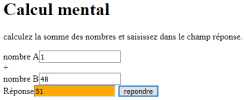 Calcul mental
calculez la somme des nombres et saisissez dans le champ réponse.
nombre A 1
+
nombre B 48
Réponse 51 repondre